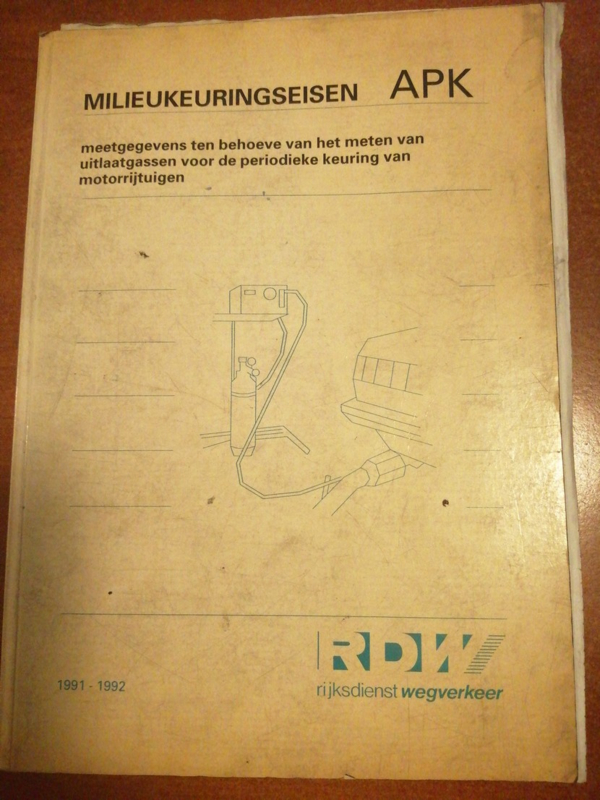 MILIEUKEURINGSEISEN APK
meetgegevens ten behoeve van het meten van
uitlaatgassen voor de periodieke keuring van
motorrijtuigen
RDW
1991 - 1992
rijksdienst wegverkeer